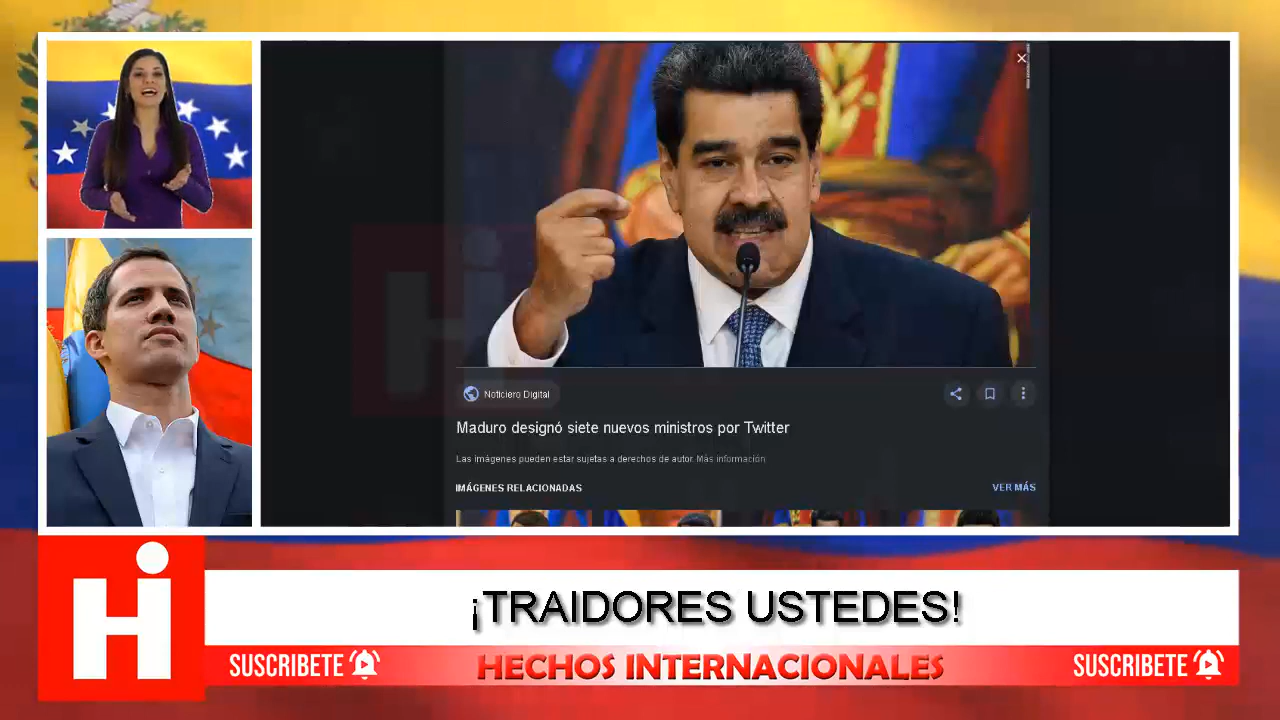 Noticiero Digital
Maduro designó siete nuevos ministros por Twitter
Las imágenes pueden estar sujetas a derechos de autor. Más información
IMÁGENES RELACIONADAS
VER MÁS
Hi
¡TRAIDORES USTEDES!
SUSCRIBETE
HECHOS INTERNACIONALES
SUSCRIBETE